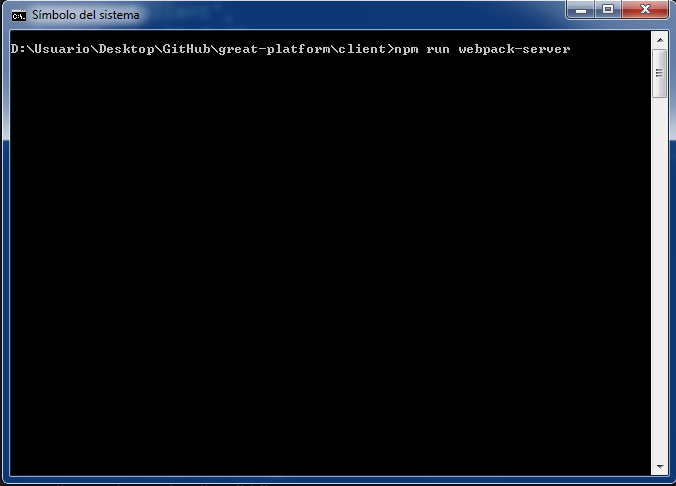 Símbolo del sistema
D:\Usuario\Desktop\GitHub\great-platform\client>npm run webpack-server